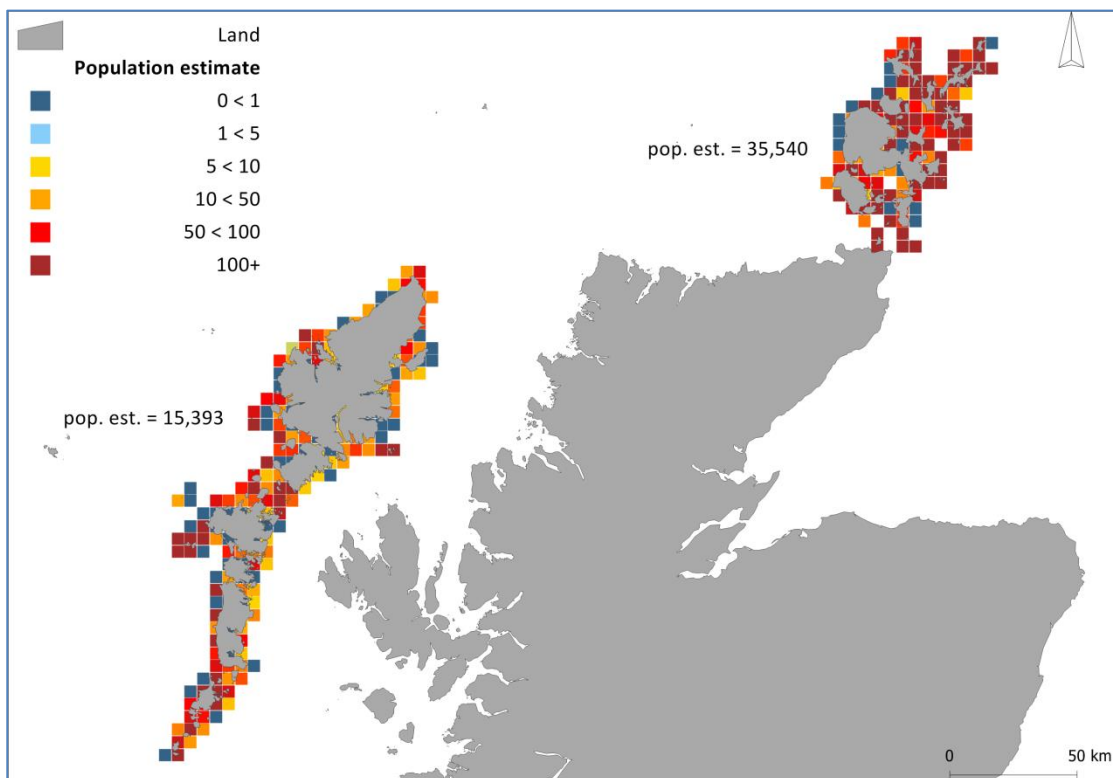 Land
Population estimate
0 < 1
1 < 5
5 < 10
10 < 50
50 < 100
100+
pop. est. = 35,540
pop. est. = 15,393
0 50 km